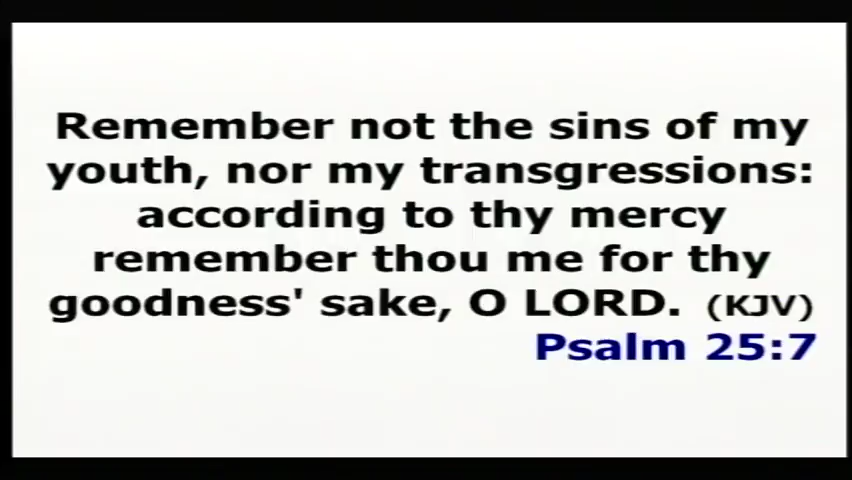 Remember not the sins of my
youth, nor my transgressions:
according to thy mercy
remember thou me for thy
goodness' sake, O LORD. (KJV)
Psalm 25:7